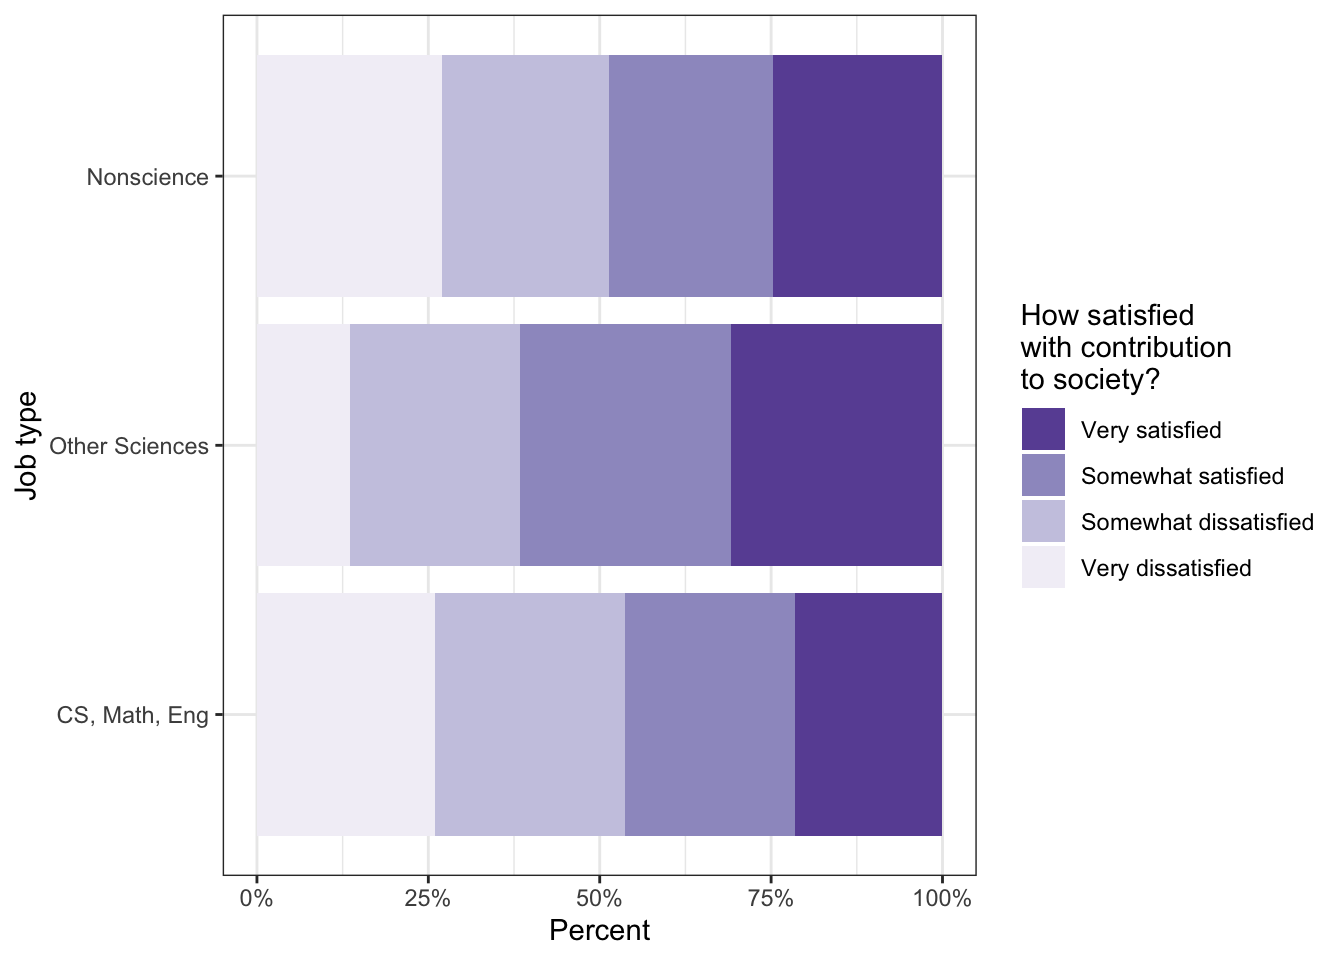 Nonscience
Other Sciences
CS, Math, Eng
Job type
0%
25%
50%
75%
100%
Percent
How satisfied
with contribution
to society?
Very satisfied
Somewhat satisfied
Somewhat dissatisfied
Very dissatisfied